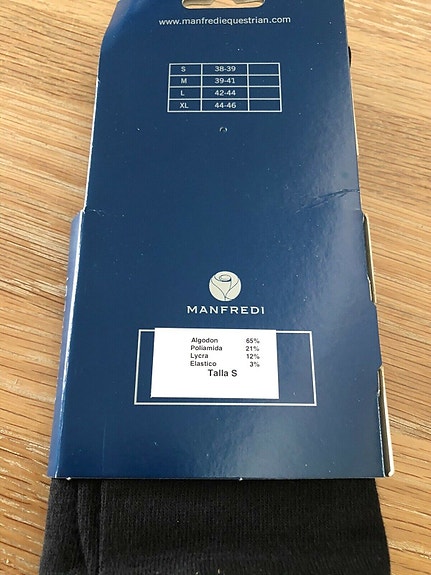 www.manfrediequestrian.com
S 38-39
M 39-41
L 42-44
XL 44-46
MANFREDI
Algodon 65%
Poliamida 21%
Lycra 12%
Elastico 3%
Talla S